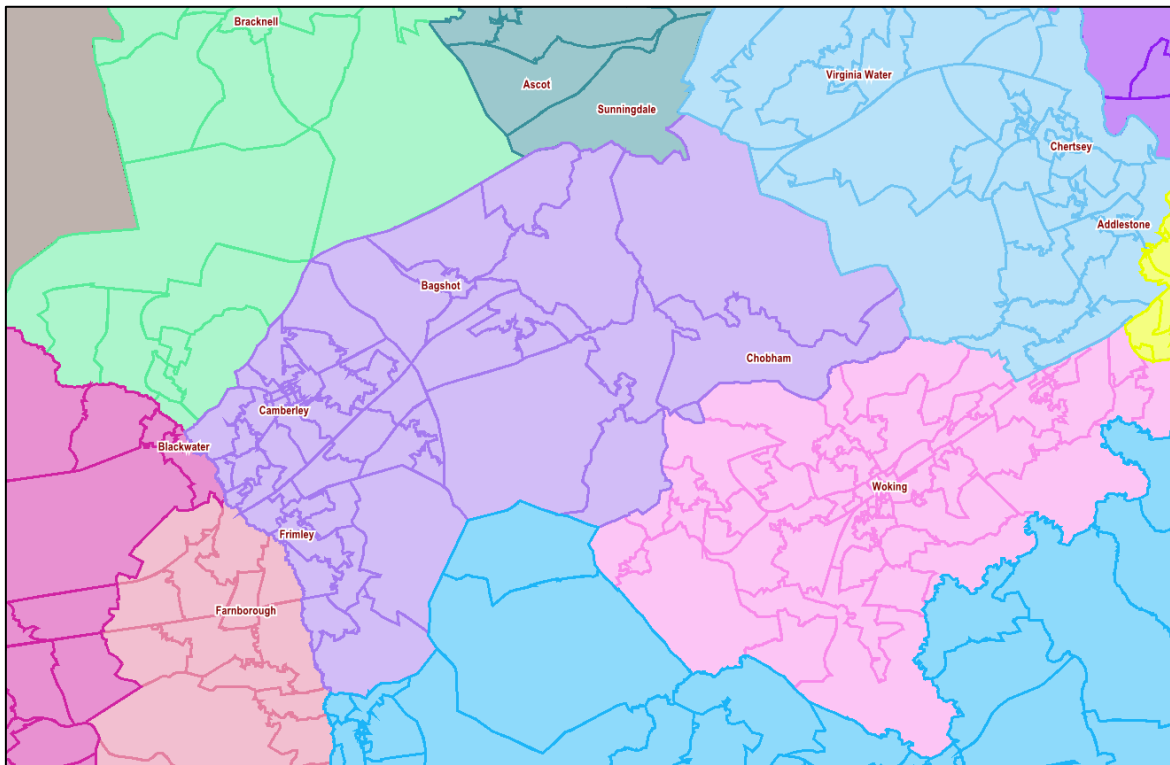 Bracknell
Virginia Water
Ascot
Sunningdale
Chertsey
Addlestone
Bagshot
Chobham
Camberley
Blackwater
Woking
Frimley
Farnborough